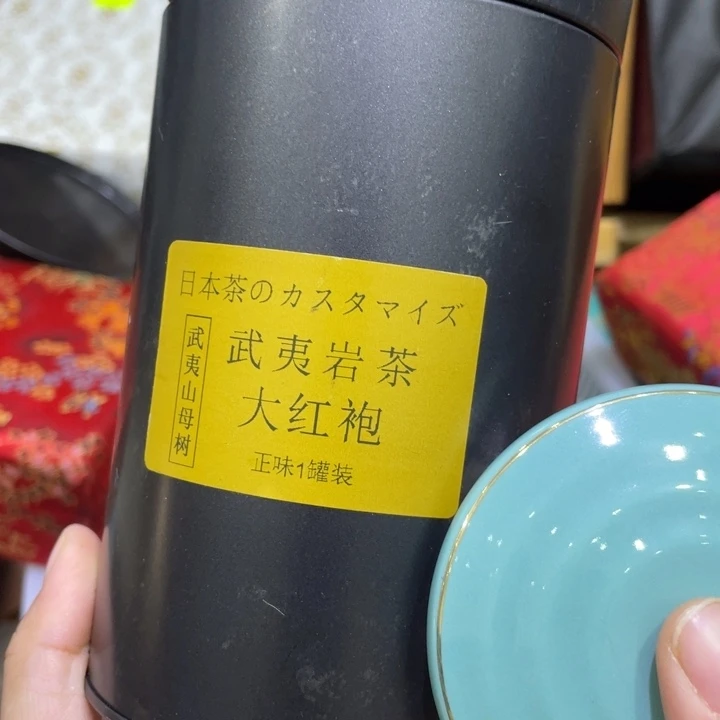 日本茶のカスタマイズ
武夷山母树
武夷岩茶
大红袍
正味1罐装